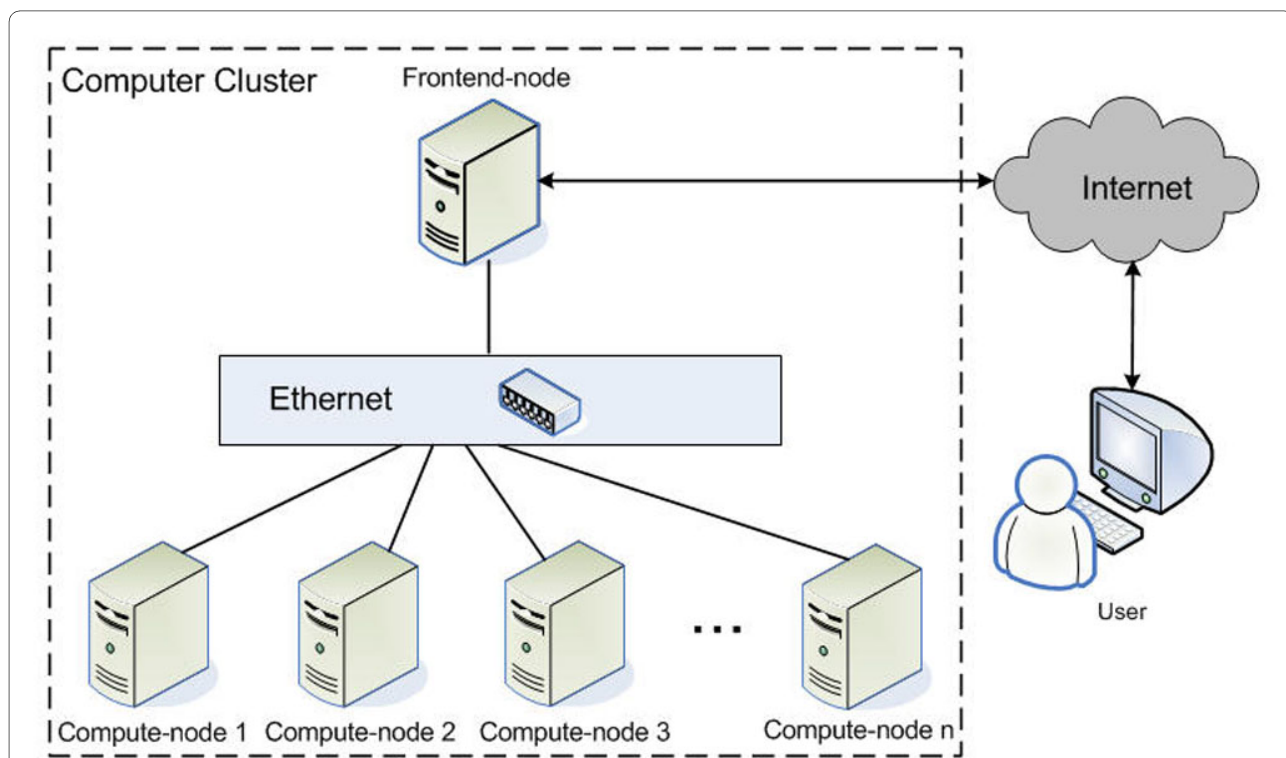 Computer Cluster
Frontend-node
Internet
Ethernet
User
...
Compute-node 1
Compute-node 2
Compute-node 3
Compute-node n